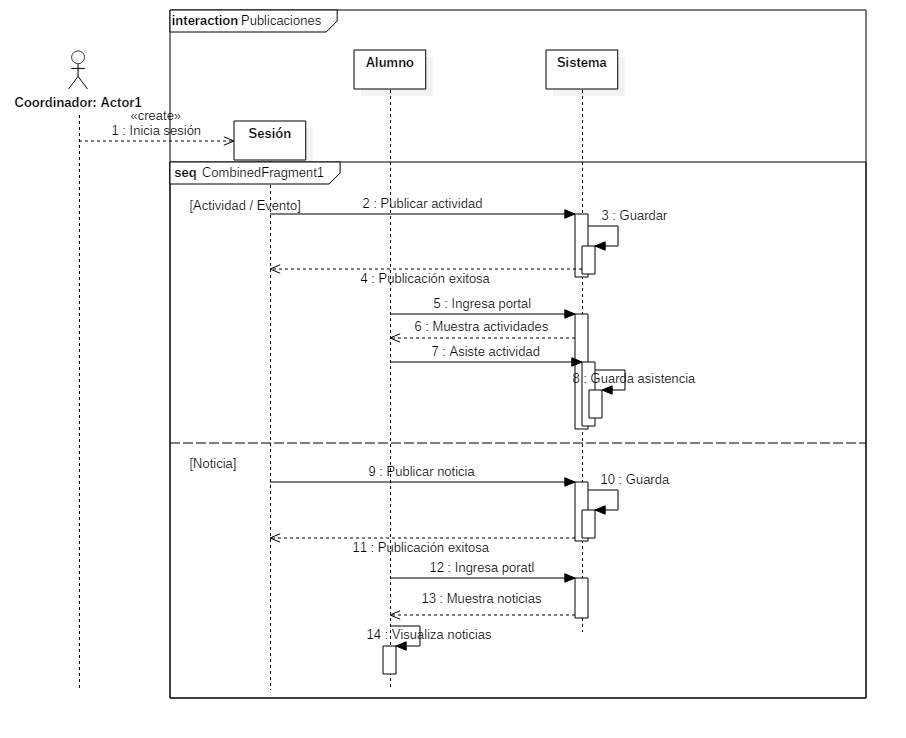 interaction Publicaciones
Alumno
Sistema
Coordinador: Actor1
«create»
1 : Inicia sesión
Sesión
seq CombinedFragment1
[Actividad / Evento]
2 : Publicar actividad
3 : Guardar
4 : Publicación exitosa
5 : Ingresa portal
6 : Muestra actividades
7 : Asiste actividad
8 : Guarda asistencia
[Noticia]
9 : Publicar noticia
10 : Guarda
11 : Publicación exitosa
12 : Ingresa poratl
13 : Muestra noticias
14 : Visualiza noticias